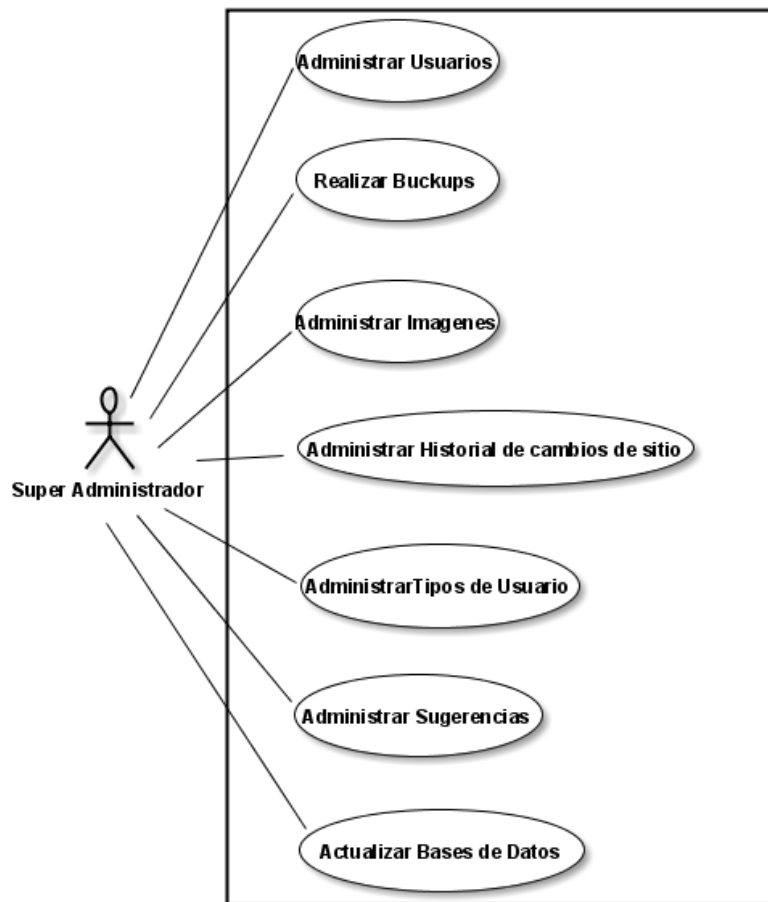 Administrar Usuarios
Realizar Buckups
Administrar Imagenes
Administrar Historial de cambios de sitio
Super Administrador
AdministrarTipos de Usuario
Administrar Sugerencias
Actualizar Bases de Datos